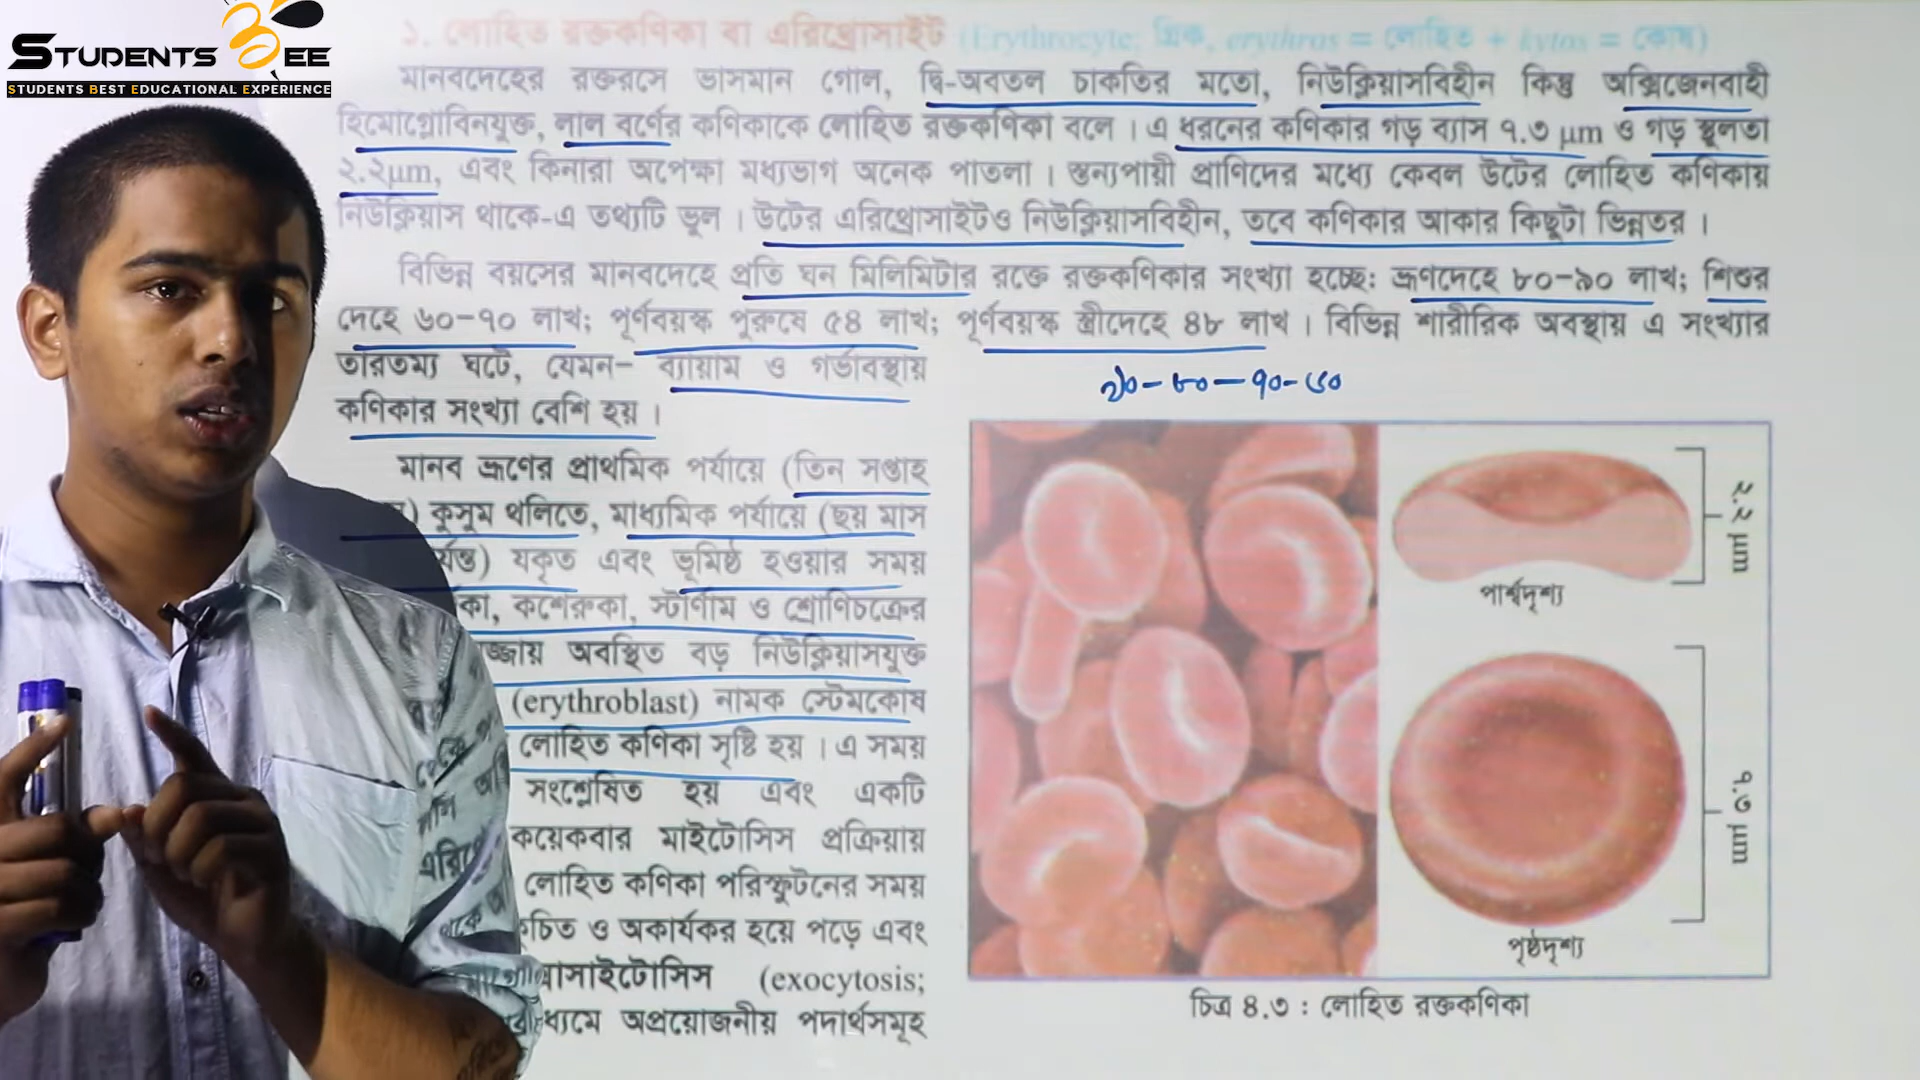 STUDENTS BEE
STUDENTS BEST EDUCATIONAL EXPERIENCE
১. লোহিত রক্তকণিকা বা এরিথ্রোসাইট (Erythrocyte: গ্রিক, erythros = লোহিত + kytos = কোষ)
মানবদেহের রক্তরসে ভাসমান গোল, দ্বি-অবতল চাকতির মতো, নিউক্লিয়াসবিহীন কিন্তু অক্সিজেনবাহী
হিমোগ্লোবিনযুক্ত, লাল বর্ণের কণিকাকে লোহিত রক্তকণিকা বলে । এ ধরনের কণিকার গড় ব্যাস ৭.৩ µm ও গড় স্থূলতা
২.২µm, এবং কিনারা অপেক্ষা মধ্যভাগ অনেক পাতলা । স্তন্যপায়ী প্রাণিদের মধ্যে কেবল উটের লোহিত কণিকায়
নিউক্লিয়াস থাকে-এ তথ্যটি ভুল । উটের এরিথ্রোসাইটও নিউক্লিয়াসবিহীন, তবে কণিকার আকার কিছুটা ভিন্নতর ।
বিভিন্ন বয়সের মানবদেহে প্রতি ঘন মিলিমিটার রক্তে রক্তকণিকার সংখ্যা হচ্ছে: ভ্রূণদেহে ৮০-৯০ লাখ; শিশুর
দেহে ৬০-৭০ লাখ; পূর্ণবয়স্ক পুরুষে ৫৪ লাখ; পূর্ণবয়স্ক স্ত্রীদেহে ৪৮ লাখ । বিভিন্ন শারীরিক অবস্থায় এ সংখ্যার
তারতম্য ঘটে, যেমন- ব্যায়াম ও গর্ভাবস্থায়
কণিকার সংখ্যা বেশি হয় ।
৯০-৮০-৭০-৬০
মানব ভ্রূণের প্রাথমিক পর্যায়ে (তিন সপ্তাহ
কুসুম থলিতে, মাধ্যমিক পর্যায়ে (ছয় মাস
র্যন্ত) যকৃত এবং ভূমিষ্ঠ হওয়ার সময়
কা, কশেরুকা, স্টার্ণাম ও শ্রোণিচক্রের
জ্জায় অবস্থিত বড় নিউক্লিয়াসযুক্ত
(erythroblast) নামক স্টেমকোষ
লোহিত কণিকা সৃষ্টি হয় । এ সময়
সংশ্লেষিত হয় এবং একটি
কয়েকবার মাইটোসিস প্রক্রিয়ায়
লোহিত কণিকা পরিস্ফুটনের সময়
চিত ও অকার্যকর হয়ে পড়ে এবং
সাইটোসিস (exocytosis;
ধ্যমে অপ্রয়োজনীয় পদার্থসমূহ
২.২ µm
পার্শ্বদৃশ্য
৭.৩ µm
পৃষ্ঠদৃশ্য
চিত্র ৪.৩ : লোহিত রক্তকণিকা